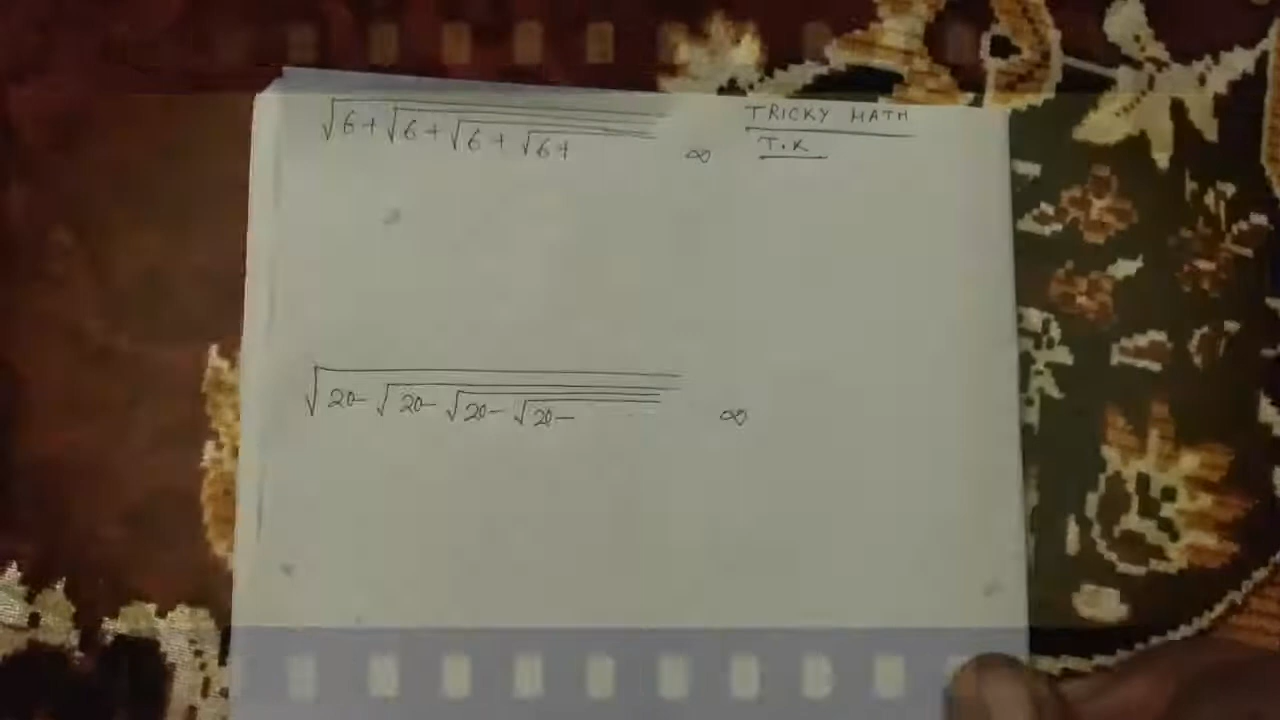 √6+√6+√6+√6+ ∞
TRICKY MATH
T.K
√20-√20-√20-√20- ∞